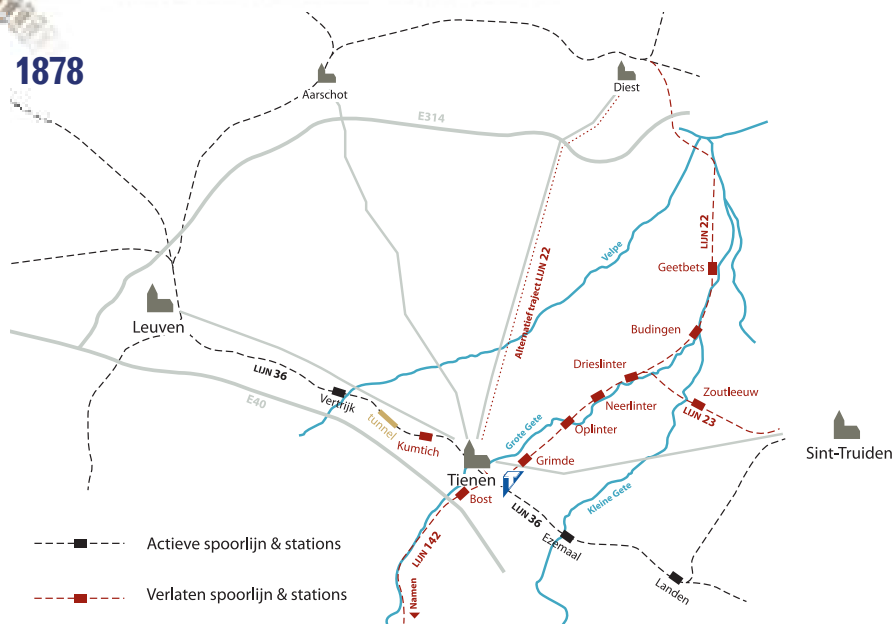 1878
Aarschot
Diest
E314
Velpe
LIJN 22
Alternatief traject LIJN 22
Geetbets
Leuven
Budingen
LIJN 36
Drieslinter
Vertrijk
Zoutleeuw
E40
tunnel
Neerlinter
LIJN 23
Kumtich
Oplinter
Grote Gete
Sint-Truiden
Grimde
Tienen
Bost
Kleine Gete
LIJN 36
Ezemaal
LIJN 142
Actieve spoorlijn & stations
Landen
Namen
Verlaten spoorlijn & stations